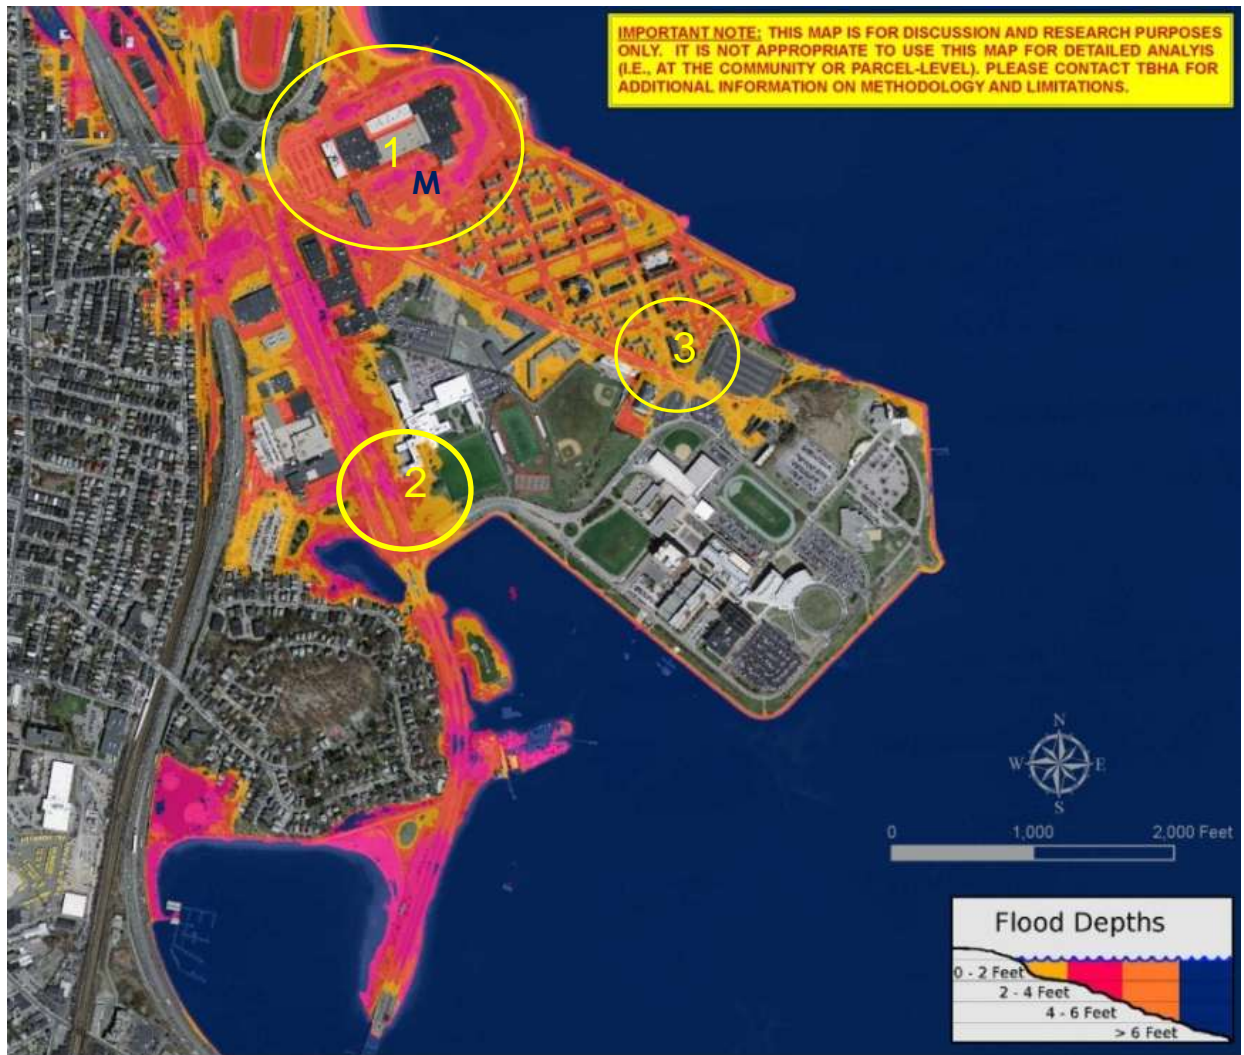 IMPORTANT NOTE: THIS MAP IS FOR DISCUSSION AND RESEARCH PURPOSES
ONLY. IT IS NOT APPROPRIATE TO USE THIS MAP FOR DETAILED ANALYIS
(I.E., AT THE COMMUNITY OR PARCEL-LEVEL). PLEASE CONTACT TBHA FOR
ADDITIONAL INFORMATION ON METHODOLOGY AND LIMITATIONS.
1
M
3
2
N
W E
S
0 1,000 2,000 Feet
Flood Depths
0 - 2 Feet
2 - 4 Feet
4 - 6 Feet
> 6 Feet